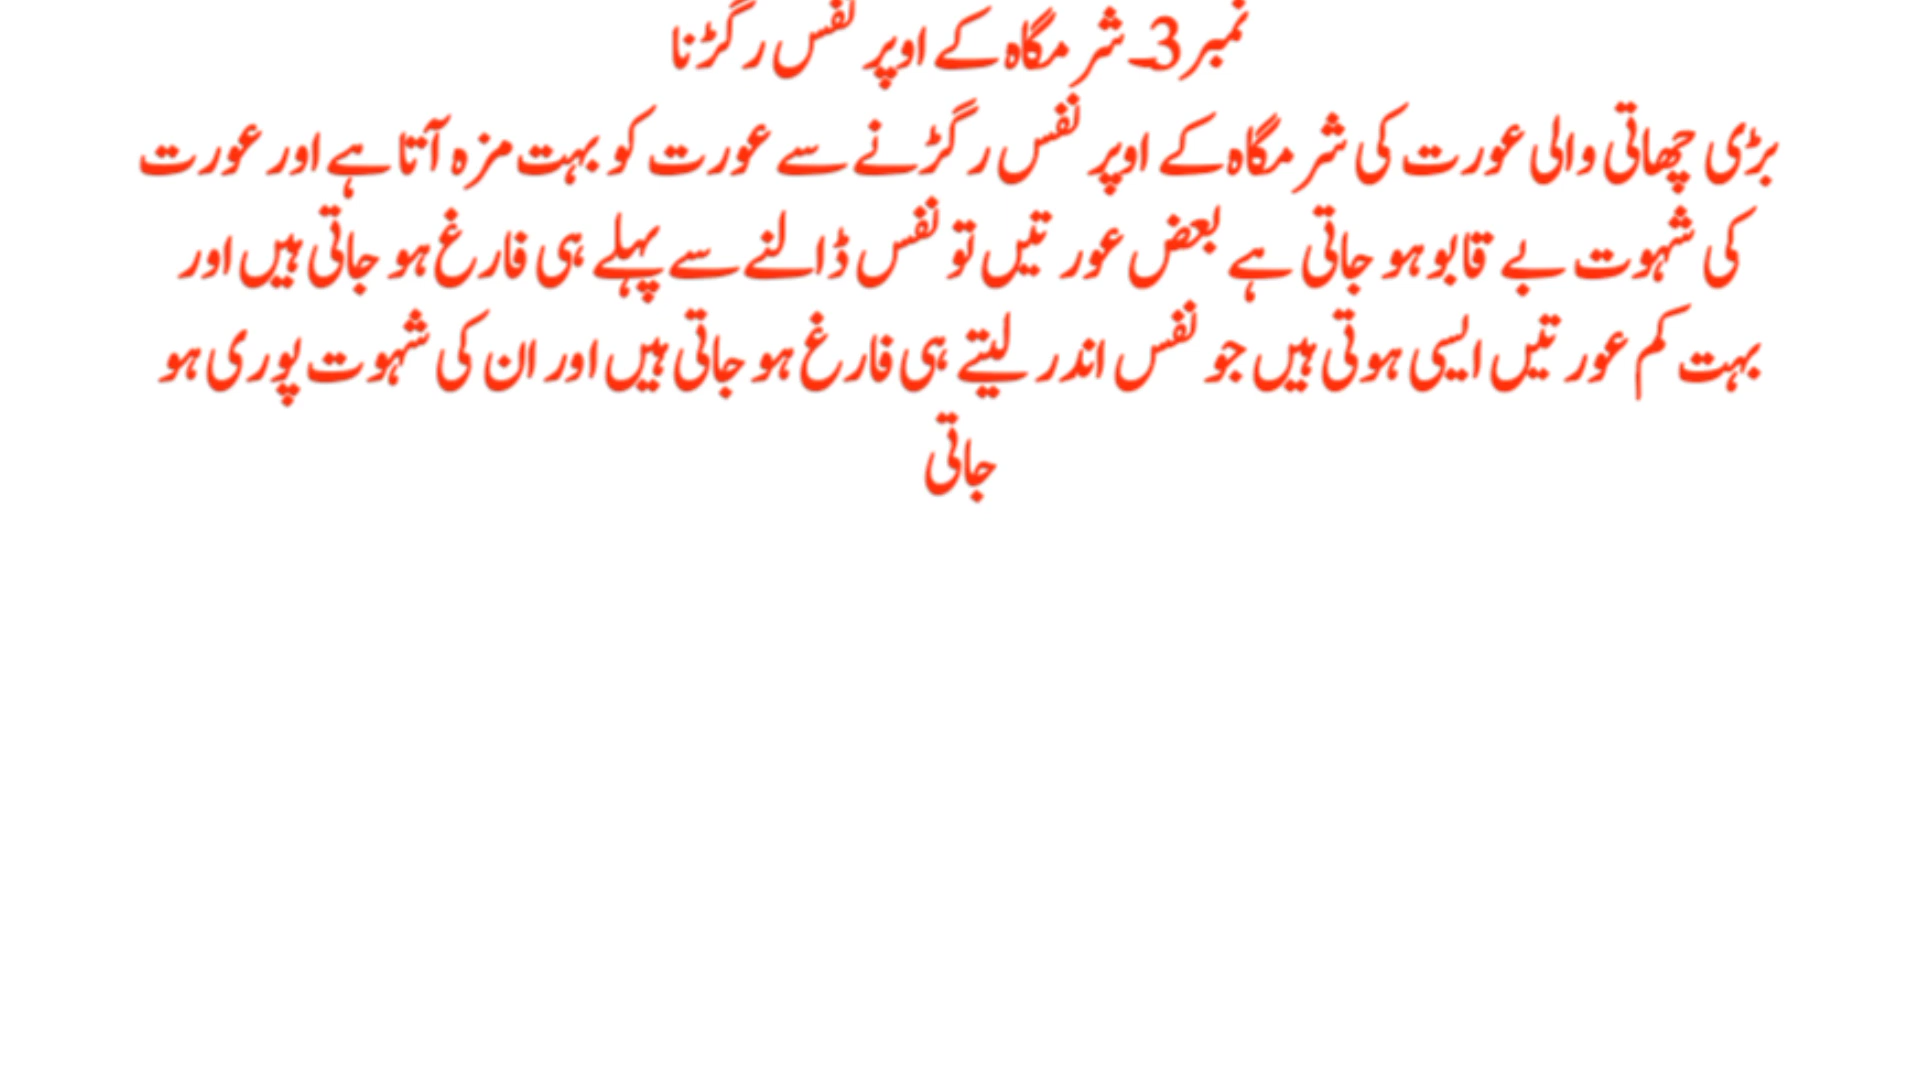 نمبر 3۔ شرمگاہ کے اوپر نفس رگڑنا
بڑی چھاتی والی عورت کی شرمگاہ کے اوپر نفس رگڑنے سے عورت کو بہت مزہ آتا ہے اور عورت
کی شہوت بے قابو ہو جاتی ہے بعض عورتیں تو نفس ڈالنے سے پہلے ہی فارغ ہو جاتی ہیں اور
بہت کم عورتیں ایسی ہوتی ہیں جو نفس اندر لیتے ہی فارغ ہو جاتی ہیں اور ان کی شہوت پوری ہو
جاتی